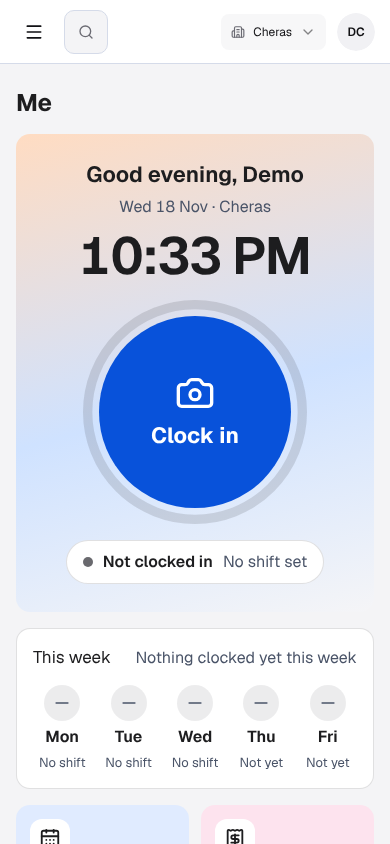 Cheras
DC
Me
Good evening, Demo
Wed 18 Nov · Cheras
10:33 PM
Clock in
Not clocked in No shift set
This week Nothing clocked yet this week
Mon Tue Wed Thu Fri
No shift No shift No shift Not yet Not yet